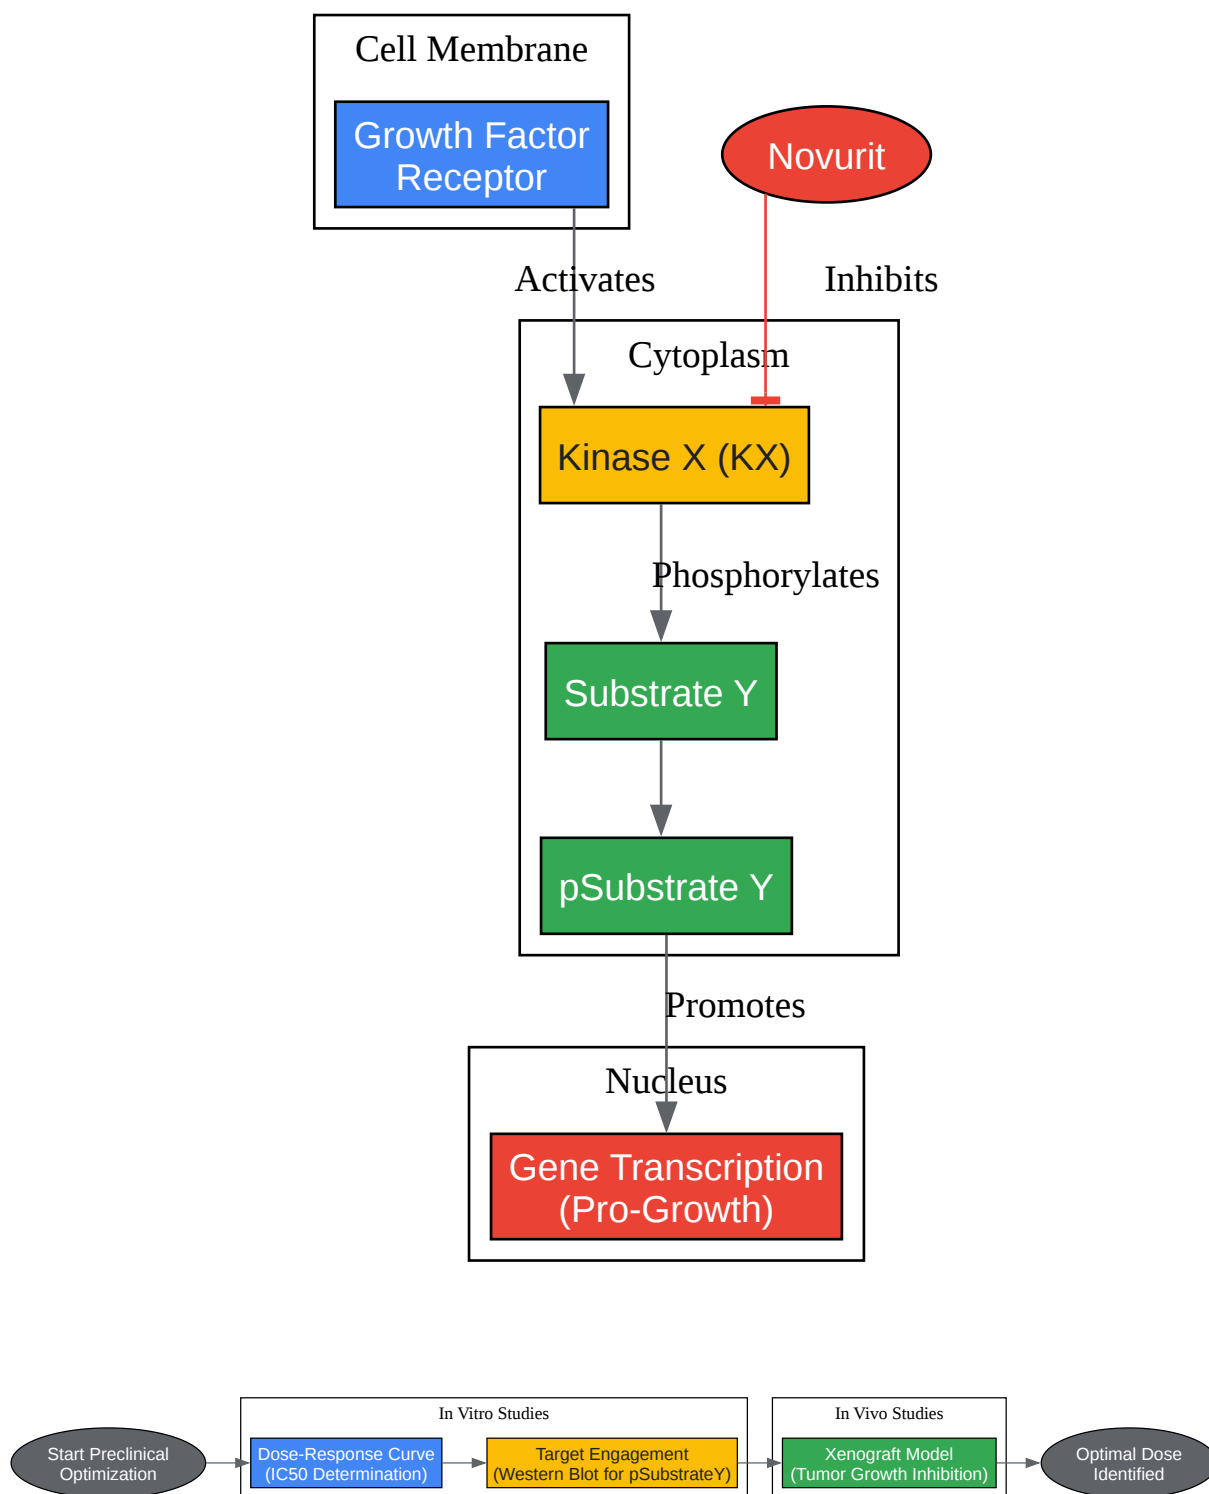 Cell Membrane
Growth Factor
Receptor
Novurit
Activates
Inhibits
Cytoplasm
Kinase X (KX)
Phosphorylates
Substrate Y
pSubstrate Y
Promotes
Nucleus
Gene Transcription
(Pro-Growth)
In Vitro Studies
In Vivo Studies
Start Preclinical
Optimization
Dose-Response Curve
(IC50 Determination)
Target Engagement
(Western Blot for pSubstrateY)
Xenograft Model
(Tumor Growth Inhibition)
Optimal Dose
Identified